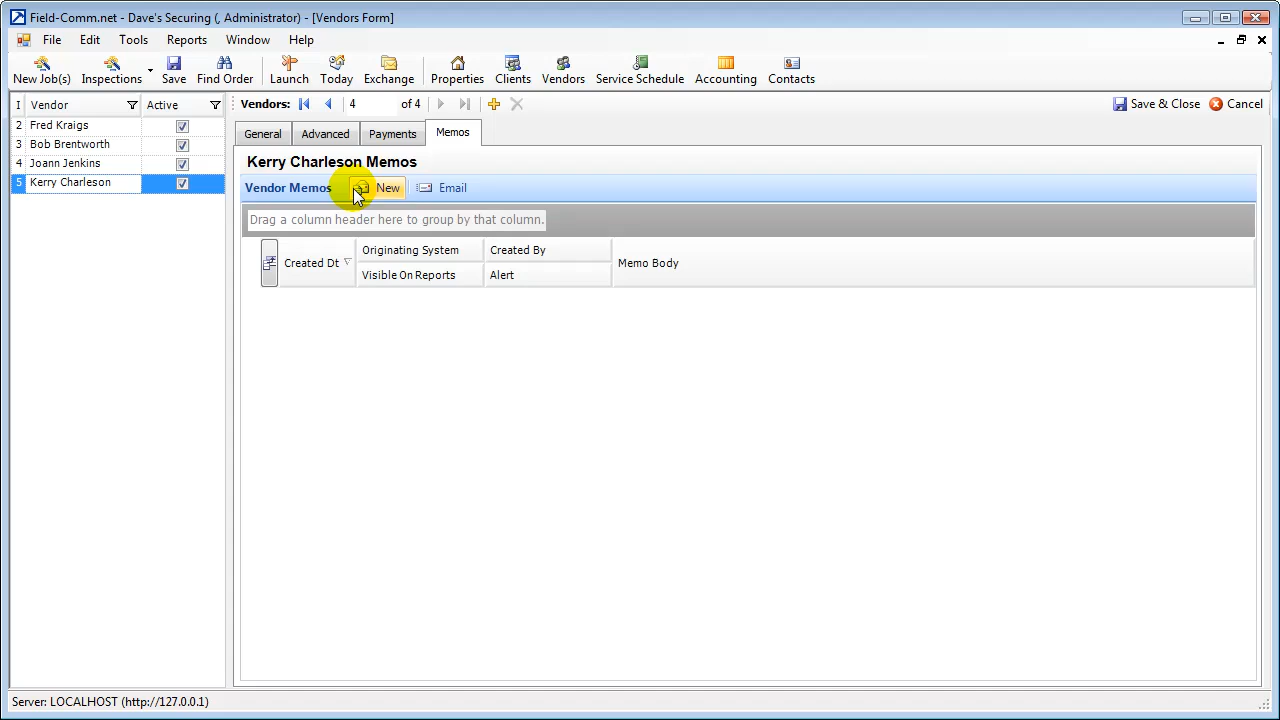 Field-Comm.net - Dave's Securing (, Administrator) - [Vendors Form]
File Edit Tools Reports Window Help
New Job(s) Inspections Save Find Order Launch Today Exchange Properties Clients Vendors Service Schedule Accounting Contacts
I Vendor Active
2 Fred Kraigs
3 Bob Brentworth
4 Joann Jenkins
5 Kerry Charleson
Vendors: 4 of 4 Save & Close Cancel
General Advanced Payments Memos
Kerry Charleson Memos
Vendor Memos New Email
Drag a column header here to group by that column.
Created Dt Originating System Created By Memo Body
Visible On Reports Alert
Server: LOCALHOST (http://127.0.0.1)